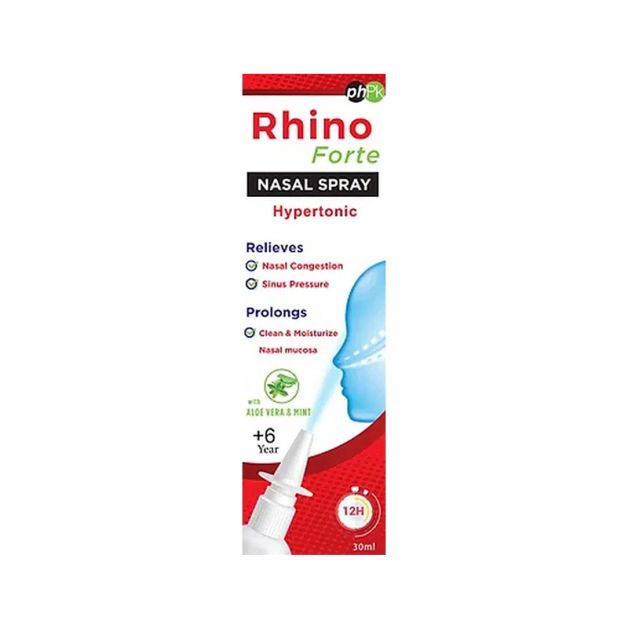 phPk
Rhino
Forte
NASAL SPRAY
Hypertonic
Relieves
Nasal Congestion
Sinus Pressure
Prolongs
Clean & Moisturize
Nasal mucosa
with
ALOE VERA & MINT
+6
Year
12H
30ml